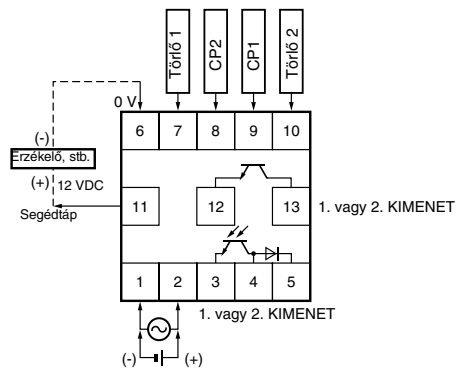 Törlő 1
CP2
CP1
Törlő 2
0 V
6 7 8 9 10
(-)
Érzékelő, stb.
(+) 12 VDC
Segédtáp
11 12 13
1. vagy 2. KIMENET
1 2 3 4 5
1. vagy 2. KIMENET
(-) (+)